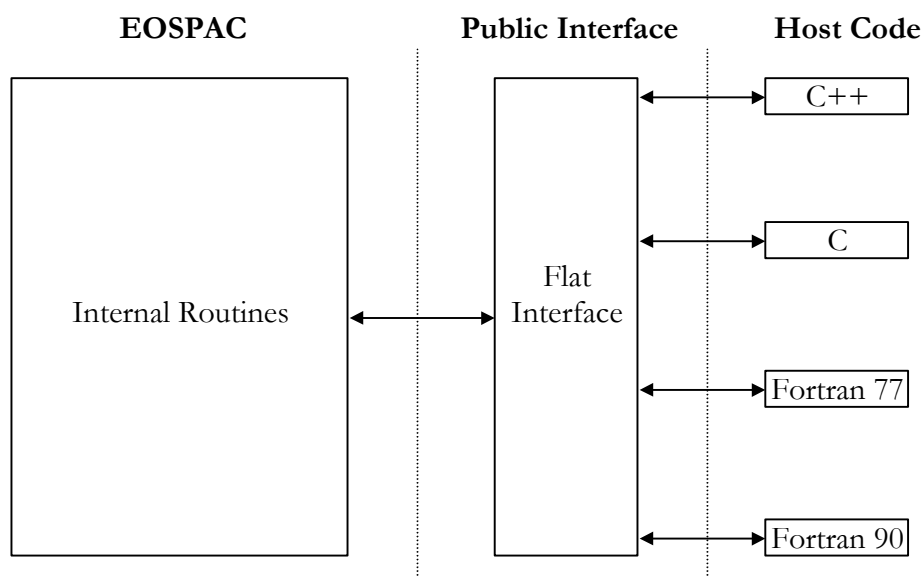 EOSPAC
Public Interface
Host Code
C++
C
Flat
Interface
Internal Routines
Fortran 77
Fortran 90